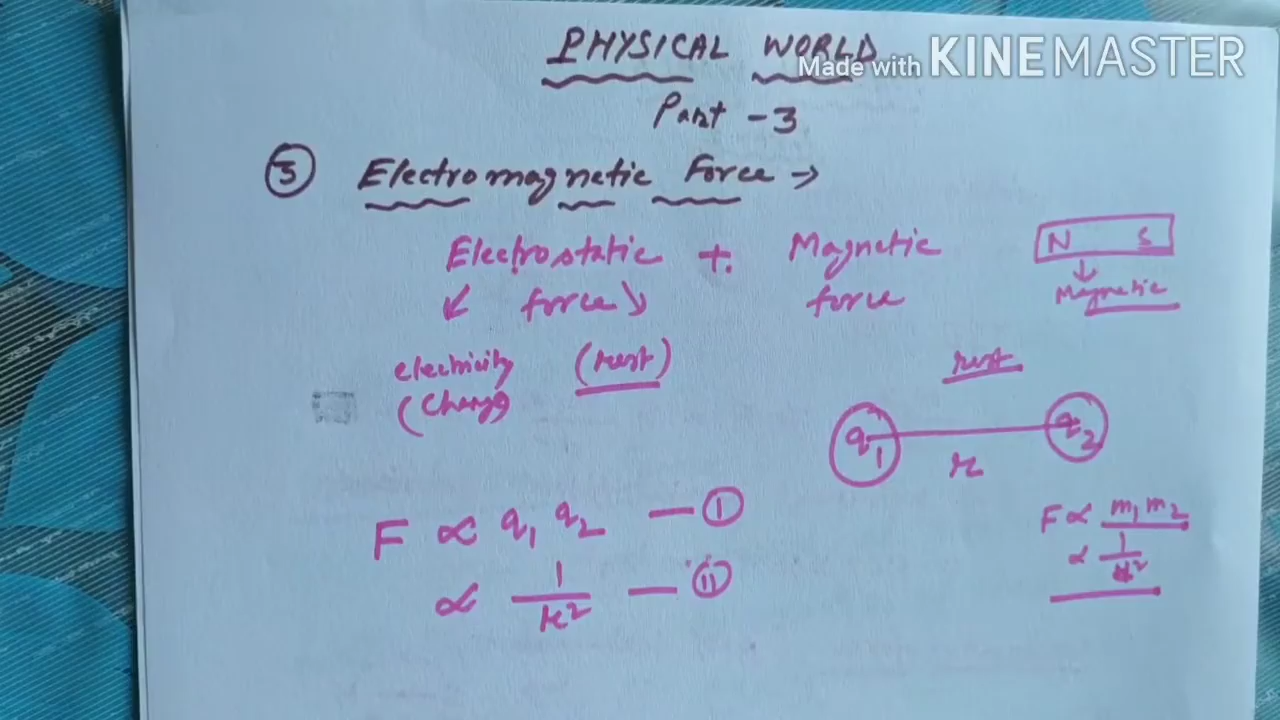 PHYSICAL WORLD
Made with KINEMASTER
Part - 3
③ Electromagnetic Force →
Electrostatic force + Magnetic force
N S
Magnetic
electricity (rest)
(Charge
rest
q₁ q₂
r
F ∝ q₁ q₂ — ①
∝ 1/r² — ⑪
F ∝ m₁ m₂
∝ 1/r²